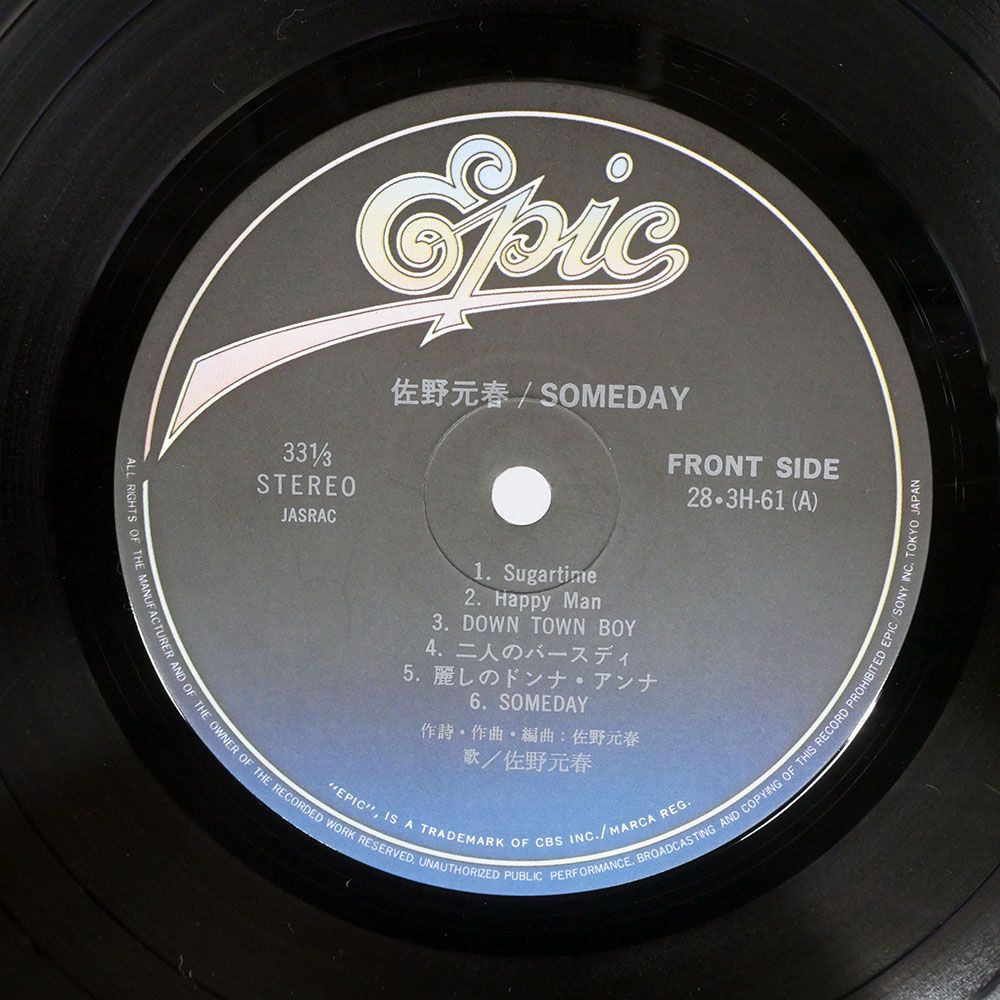 Epic
佐野元春 / SOMEDAY
33 1/3
STEREO
JASRAC
FRONT SIDE
28・3H-61 (A)
1. Sugartime
2. Happy Man
3. DOWN TOWN BOY
4. 二人のバースディ
5. 麗しのドンナ・アンナ
6. SOMEDAY
作詩・作曲・編曲：佐野元春
歌／佐野元春
"EPIC", IS A TRADEMARK OF CBS INC./MARCA REG.
ALL RIGHTS OF THE MANUFACTURER AND OF THE OWNER OF THE RECORDED WORK RESERVED. UNAUTHORIZED PUBLIC PERFORMANCE, BROADCASTING AND COPYING OF THIS RECORD PROHIBITED EPIC/SONY INC. TOKYO JAPAN